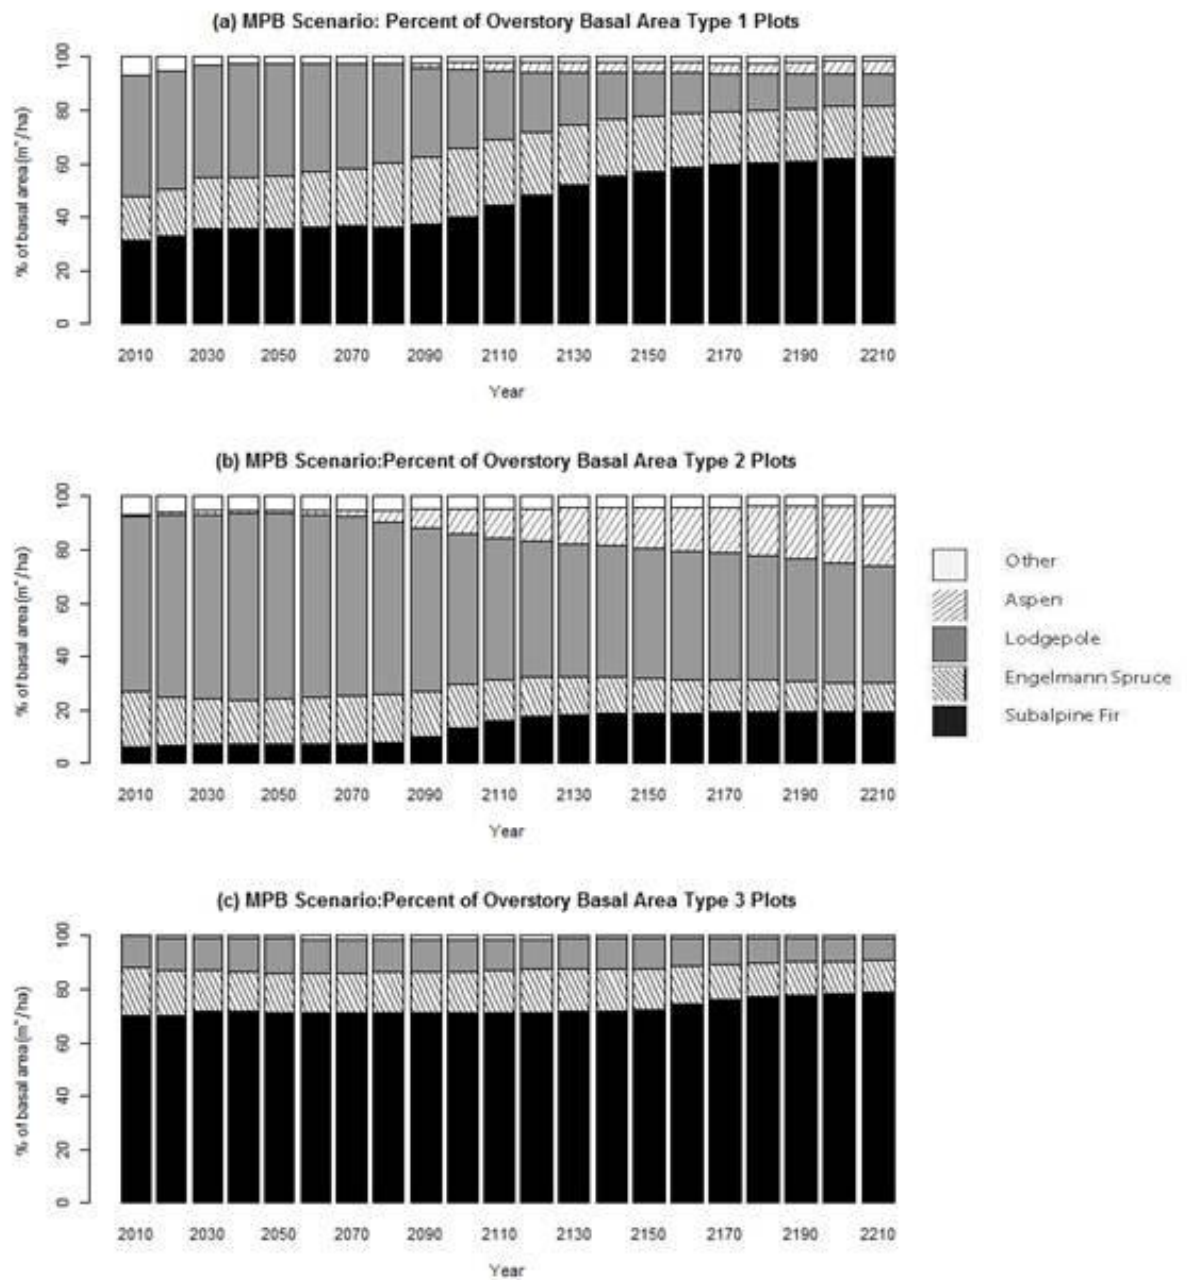 (a) MPB Scenario: Percent of Overstory Basal Area Type 1 Plots
% of basal area (m²/ha)
100
80
60
40
20
0
2010 2030 2050 2070 2090 2110 2130 2150 2170 2190 2210
Year
(b) MPB Scenario:Percent of Overstory Basal Area Type 2 Plots
% of basal area (m²/ha)
100
80
60
40
20
0
2010 2030 2050 2070 2090 2110 2130 2150 2170 2190 2210
Year
Other
Aspen
Lodgepole
Engelmann Spruce
Subalpine Fir
(c) MPB Scenario:Percent of Overstory Basal Area Type 3 Plots
% of basal area (m²/ha)
100
80
60
40
20
0
2010 2030 2050 2070 2090 2110 2130 2150 2170 2190 2210
Year